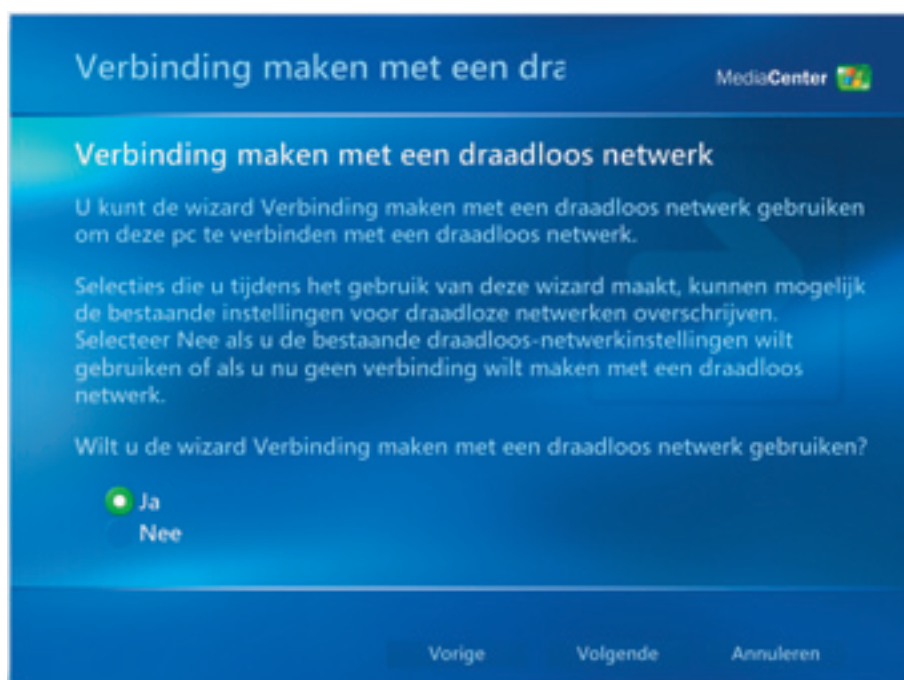 Verbinding maken met een dra
MediaCenter
Verbinding maken met een draadloos netwerk
U kunt de wizard Verbinding maken met een draadloos netwerk gebruiken
om deze pc te verbinden met een draadloos netwerk.
Selecties die u tijdens het gebruik van deze wizard maakt, kunnen mogelijk
de bestaande instellingen voor draadloze netwerken overschrijven.
Selecteer Nee als u de bestaande draadloos-netwerkinstellingen wilt
gebruiken of als u nu geen verbinding wilt maken met een draadloos
netwerk.
Wilt u de wizard Verbinding maken met een draadloos netwerk gebruiken?
Ja
Nee
Vorige Volgende Annuleren